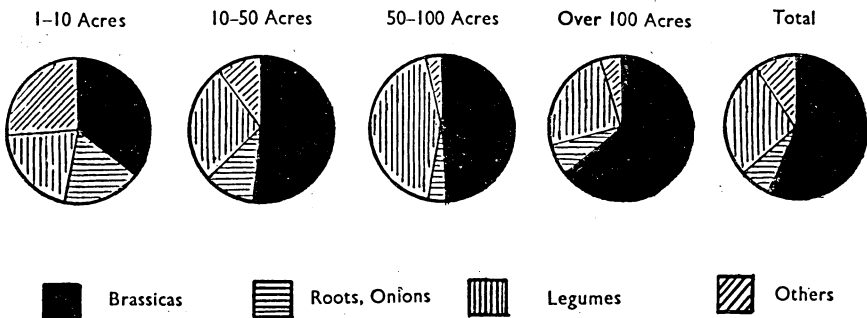 1–10 Acres 10–50 Acres 50–100 Acres Over 100 Acres Total
Brassicas Roots, Onions Legumes Others